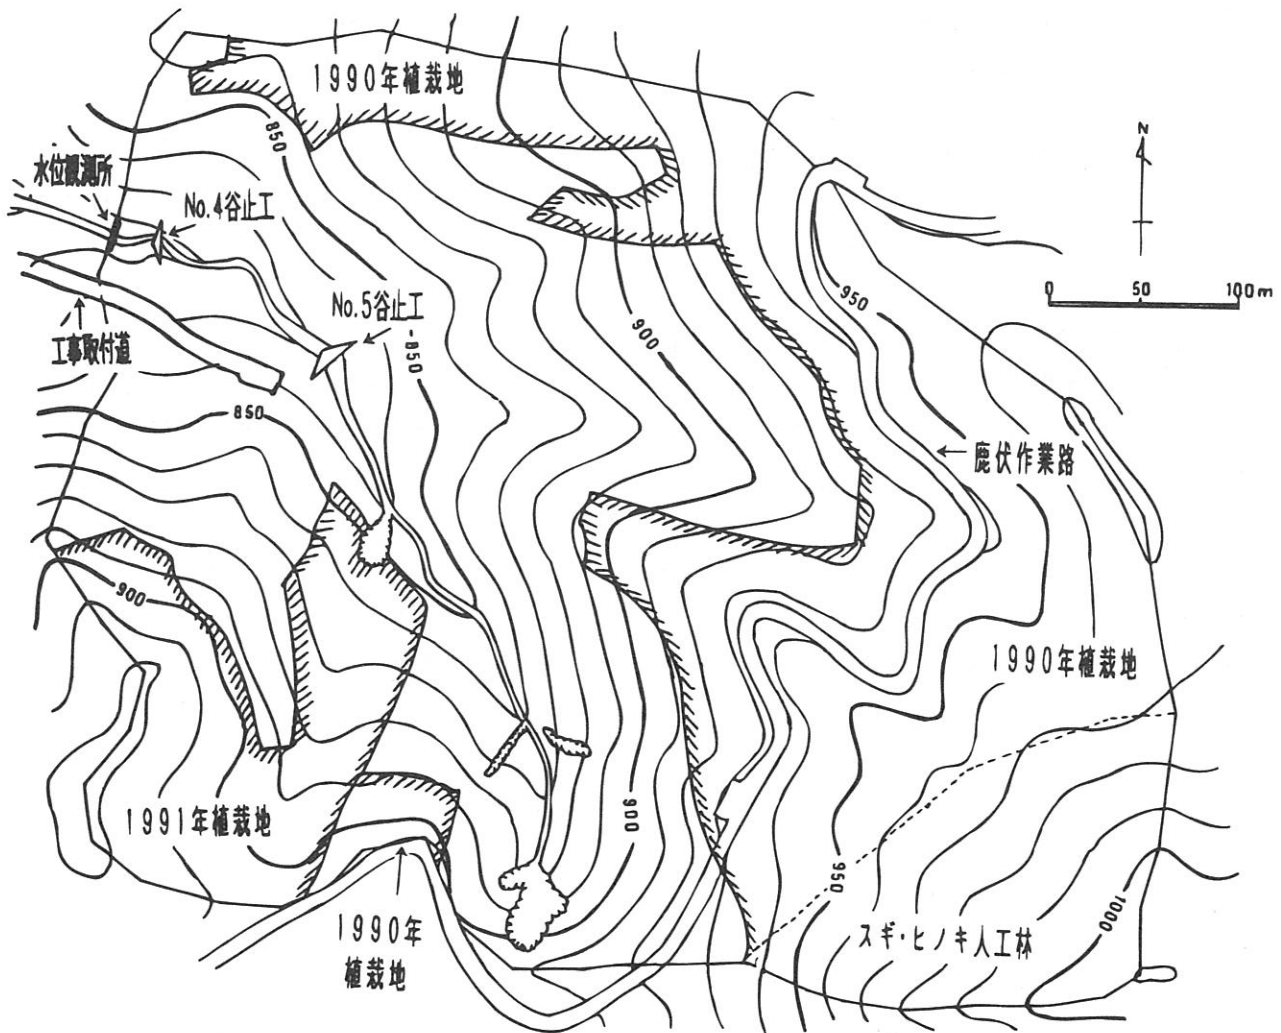 1990年植栽地
850
水位観測所
No.4谷止工
N
950
0 50 100m
No.5谷止工
900
850
工事取付道
850
鹿伏作業路
900
1990年植栽地
1991年植栽地
900
950
1000
1990年
植栽地
スギ・ヒノキ人工林